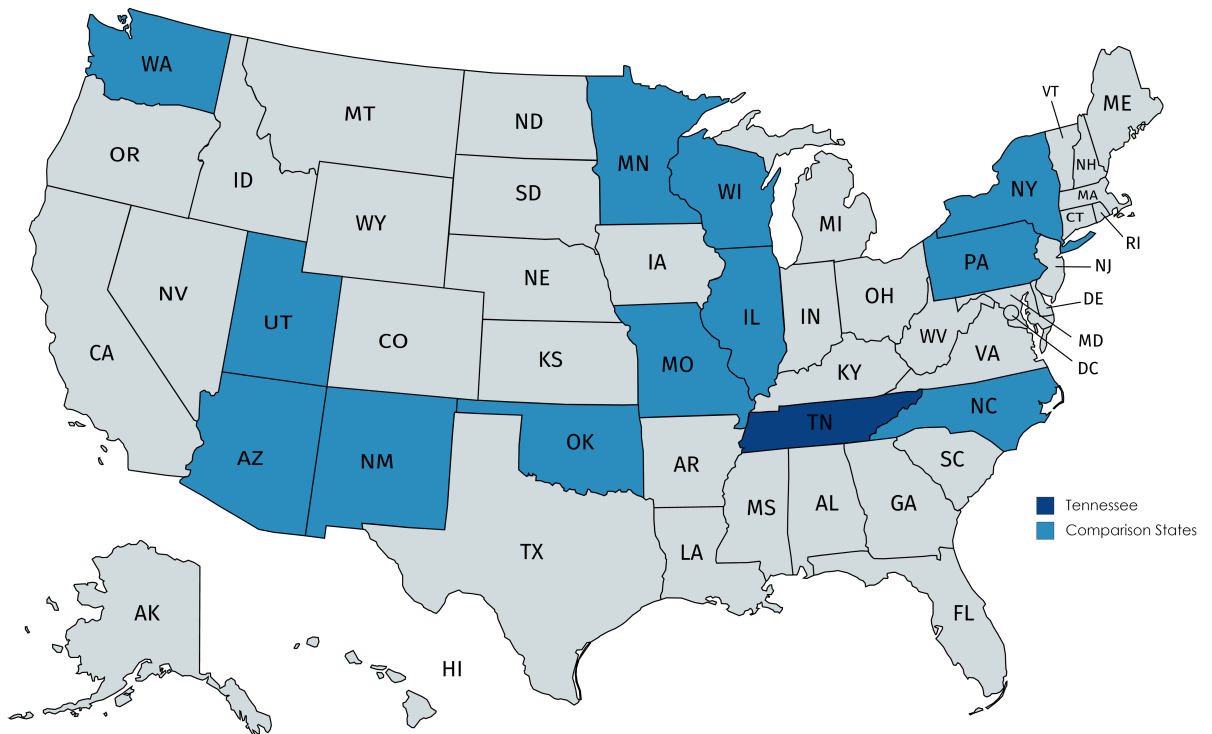 WA
MT
ND
MN
VT
ME
OR
ID
SD
WI
NH
NY
MA
WY
MI
CT
RI
IA
PA
NJ
NE
NV
OH
DE
UT
IL
IN
CO
WV
MD
CA
KS
MO
KY
VA
DC
NC
TN
OK
AZ
NM
AR
SC
MS
AL
GA
Tennessee
Comparison States
TX
LA
AK
FL
HI